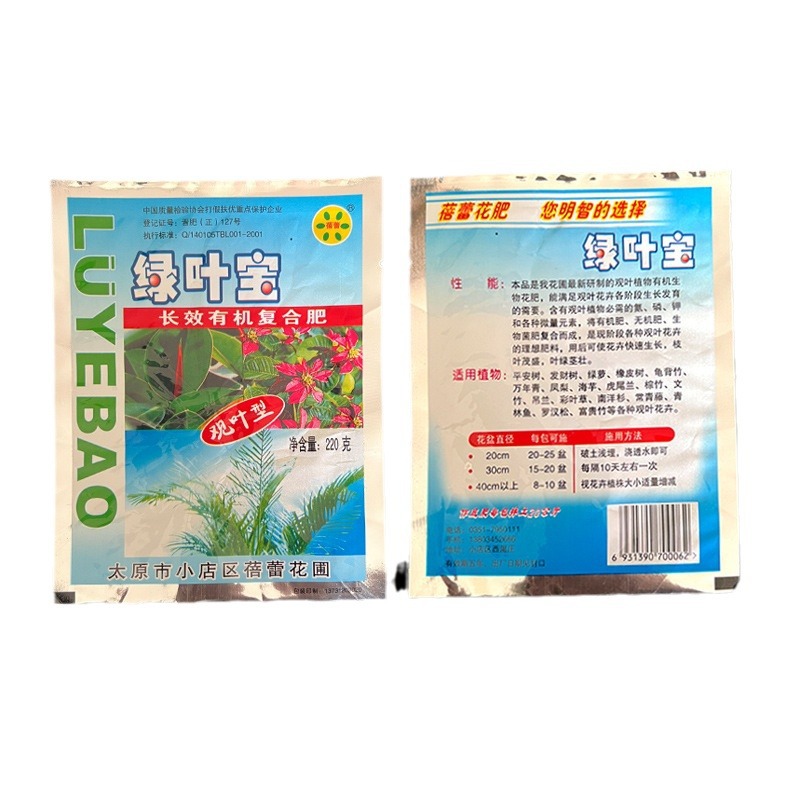 中国质量检验协会打假扶优重点保护企业
登记证号：晋肥（正）127号
执行标准：Q/140105TBL001-2001
蓓蕾
®
LÜYEBAO
绿叶宝
长效有机复合肥
观叶型
净含量：220克
太原市小店区蓓蕾花圃
蓓蕾花肥 您明智的选择
绿叶宝
性 能：本品是我花圃最新研制的观叶植物有机生
物花肥，能满足观叶花卉各阶段生长发育
的需要。含有观叶植物必需的氮、磷、钾
和各种微量元素，将有机肥、无机肥、生
物菌肥复合而成，是现阶段各种观叶花卉
的理想肥料，用后可使花卉快速生长，枝
叶茂盛，叶绿茎壮。
适用植物：平安树、发财树、绿萝、橡皮树、龟背竹、
万年青、凤梨、海芋、虎尾兰、棕竹、文
竹、吊兰、彩叶草、南洋杉、常青藤、青
林鱼、罗汉松、富贵竹等各种观叶花卉。
花盆直径 每包可施 施用方法
20cm 20-25盆 破土浅埋，浇透水即可
30cm 15-20盆 每隔10天左右一次
40cm以上 8-10盆 视花卉植株大小适量增减
电话：0351-7950111
6 931390 700062